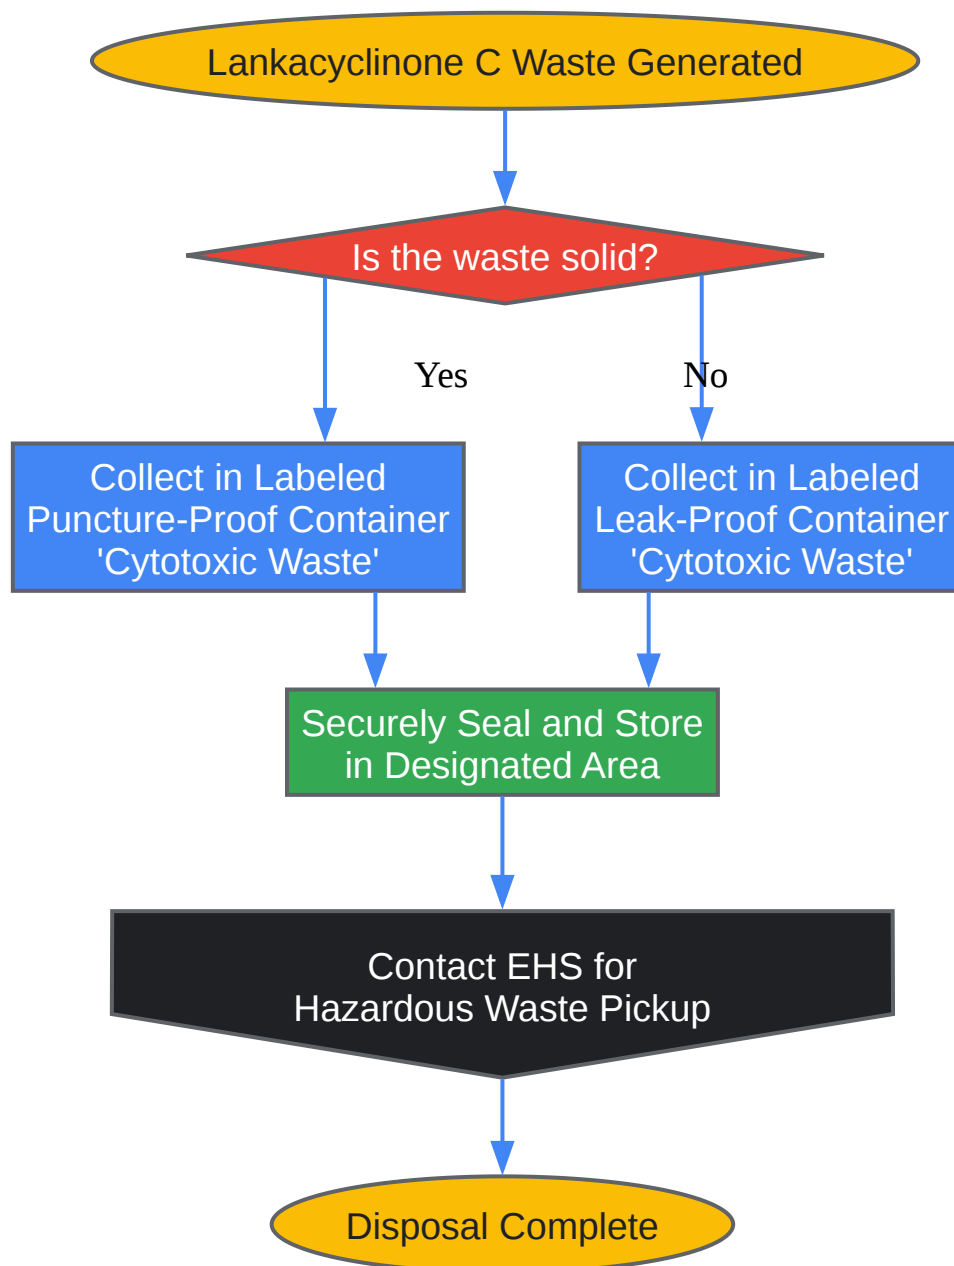 Lankacyclinone C Waste Generated
Is the waste solid?
Yes
No
Collect in Labeled
Puncture-Proof Container
'Cytotoxic Waste'
Collect in Labeled
Leak-Proof Container
'Cytotoxic Waste'
Securely Seal and Store
in Designated Area
Contact EHS for
Hazardous Waste Pickup
Disposal Complete